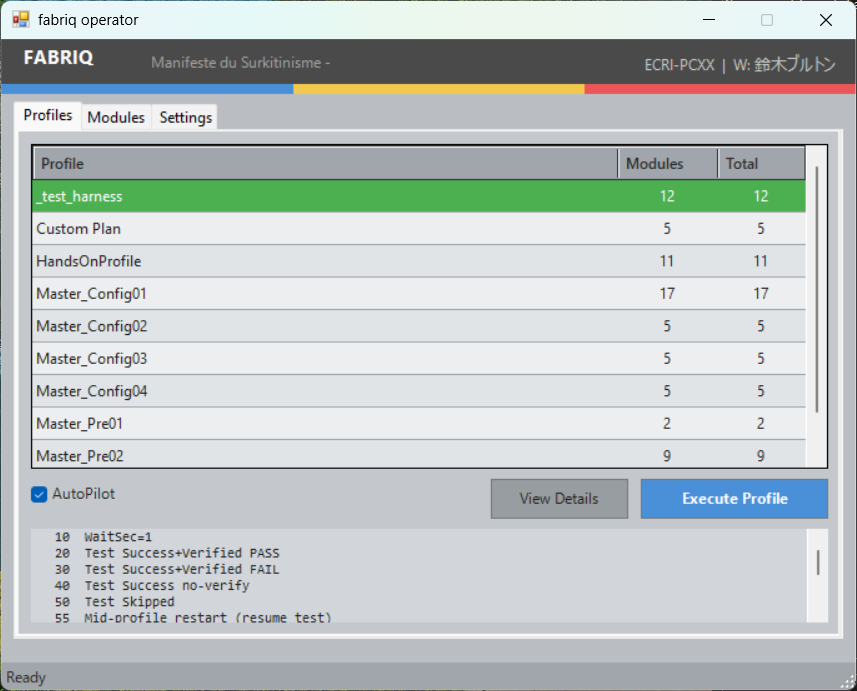 fabriq operator
FABRIQ Manifeste du Surkitinisme - ECRI-PCXX | W: 鈴木ブルトン
Profiles Modules Settings
Profile Modules Total
_test_harness 12 12
Custom Plan 5 5
HandsOnProfile 11 11
Master_Config01 17 17
Master_Config02 5 5
Master_Config03 5 5
Master_Config04 5 5
Master_Pre01 2 2
Master_Pre02 9 9
AutoPilot View Details Execute Profile
10 WaitSec=1
20 Test Success+Verified PASS
30 Test Success+Verified FAIL
40 Test Success no-verify
50 Test Skipped
55 Mid-profile restart (resume test)
Ready